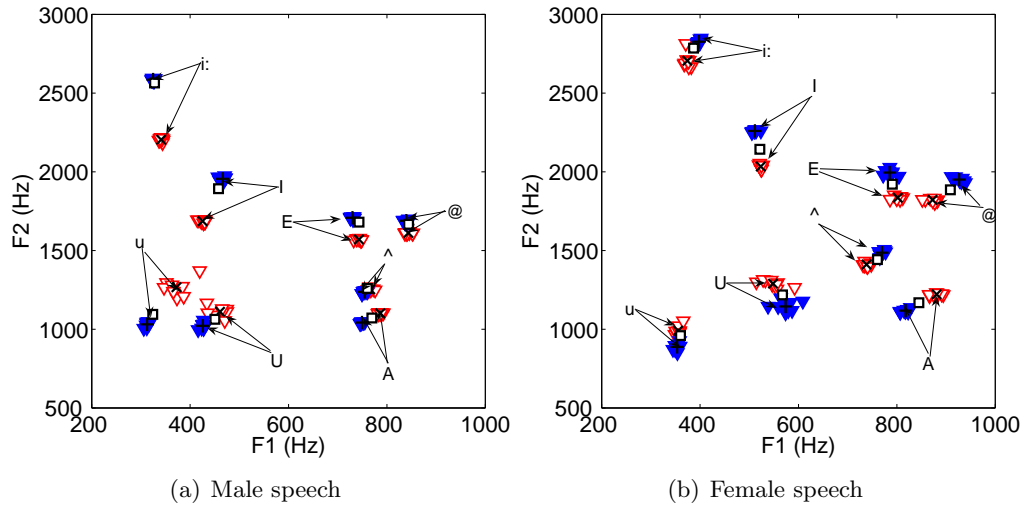 3000
2500
2000
1500
1000
500
200 400 600 800 1000
F1 (Hz)
F2 (Hz)
i:
I
E
@
^
u
U
A
(a) Male speech
3000
2500
2000
1500
1000
500
200 400 600 800 1000
F1 (Hz)
F2 (Hz)
i:
I
E
@
^
U
u
A
(b) Female speech